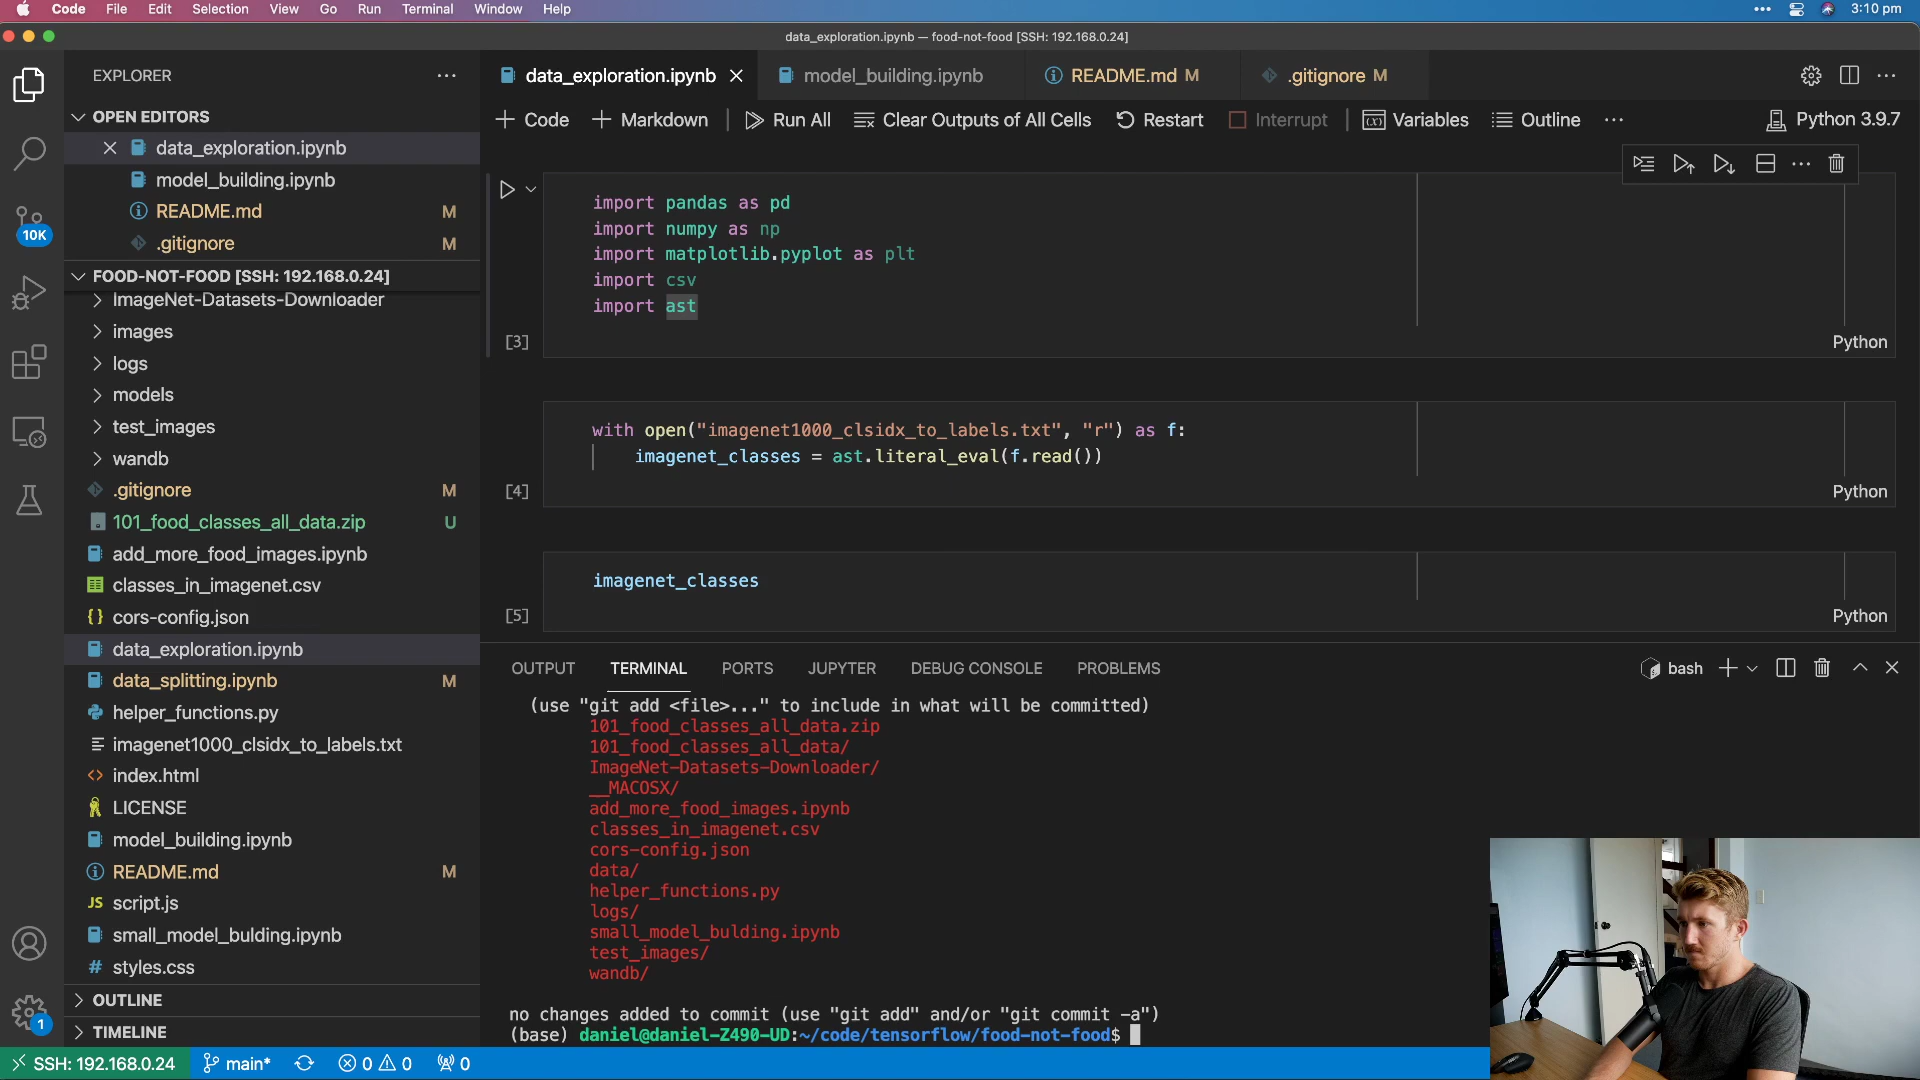 Code File Edit Selection View Go Run Terminal Window Help
3:10 pm
data_exploration.ipynb — food-not-food [SSH: 192.168.0.24]
EXPLORER
OPEN EDITORS
data_exploration.ipynb
model_building.ipynb
README.md M
.gitignore M
10K
FOOD-NOT-FOOD [SSH: 192.168.0.24]
ImageNet-Datasets-Downloader
images
logs
models
test_images
wandb
.gitignore M
101_food_classes_all_data.zip U
add_more_food_images.ipynb
classes_in_imagenet.csv
{} cors-config.json
data_exploration.ipynb
data_splitting.ipynb M
helper_functions.py
imagenet1000_clsidx_to_labels.txt
<> index.html
LICENSE
model_building.ipynb
README.md M
JS script.js
small_model_bulding.ipynb
# styles.css
OUTLINE
TIMELINE
1
data_exploration.ipynb model_building.ipynb README.md M .gitignore M
+ Code + Markdown Run All Clear Outputs of All Cells Restart Interrupt Variables Outline Python 3.9.7
import pandas as pd
import numpy as np
import matplotlib.pyplot as plt
import csv
import ast
[3]
Python
with open("imagenet1000_clsidx_to_labels.txt", "r") as f:
imagenet_classes = ast.literal_eval(f.read())
[4]
Python
imagenet_classes
[5]
Python
OUTPUT TERMINAL PORTS JUPYTER DEBUG CONSOLE PROBLEMS
bash
(use "git add <file>..." to include in what will be committed)
101_food_classes_all_data.zip
101_food_classes_all_data/
ImageNet-Datasets-Downloader/
__MACOSX/
add_more_food_images.ipynb
classes_in_imagenet.csv
cors-config.json
data/
helper_functions.py
logs/
small_model_bulding.ipynb
test_images/
wandb/
no changes added to commit (use "git add" and/or "git commit -a")
(base) daniel@daniel-Z490-UD:~/code/tensorflow/food-not-food$
SSH: 192.168.0.24 main* 0 0 0